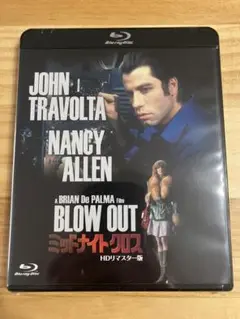 Blu-ray Disc
JOHN
TRAVOLTA
NANCY
ALLEN
A BRIAN De PALMA Film
BLOW OUT
ミッドナイトクロス
HDリマスター版
Blu-ray Disc